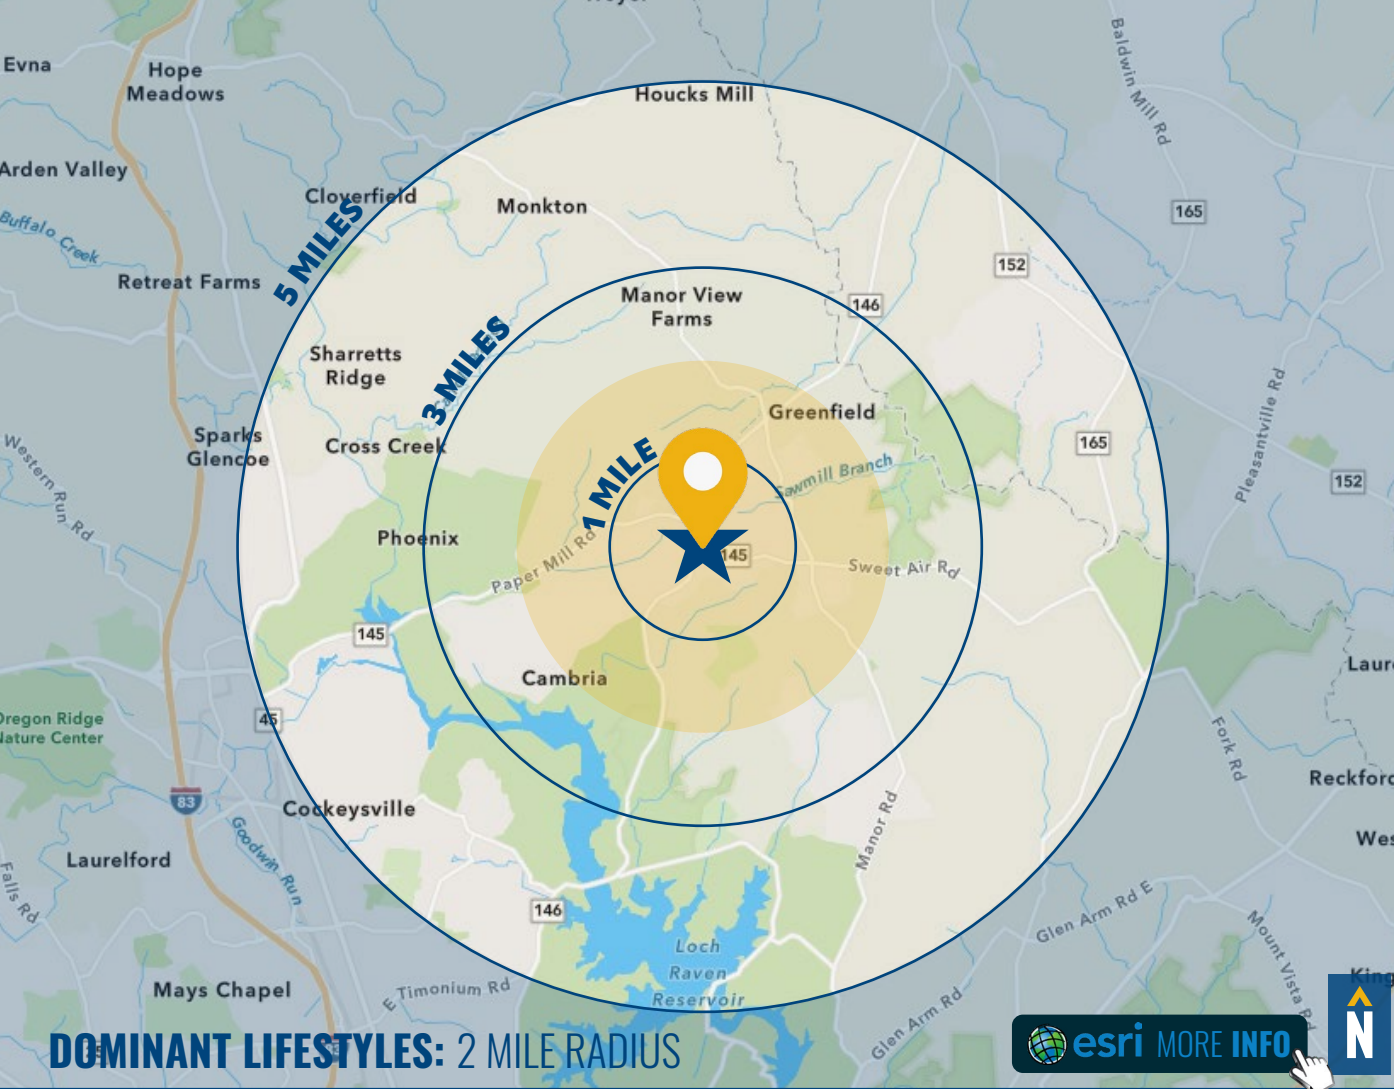 Evna
Hope
Meadows
Houcks Mill
Baldwin Mill Rd
Arden Valley
Cloverfield
Monkton
165
Buffalo Creek
5 MILES
152
Retreat Farms
Manor View
Farms
146
3 MILES
Sharretts
Ridge
Greenfield
Pleasantville Rd
Sparks
Glencoe
Cross Creek
165
1 MILE
Sawmill Branch
152
Western Run Rd
Phoenix
Paper Mill Rd
145
Sweet Air Rd
145
Cambria
Oregon Ridge
Nature Center
45
Fork Rd
83
Cockeysville
Manor Rd
Laurelford
Goodwin Run
Falls Rd
146
Glen Arm Rd E
Mount Vista Rd
Loch
Raven
Reservoir
Mays Chapel
E Timonium Rd
Glen Arm Rd
DOMINANT LIFESTYLES: 2 MILE RADIUS
esri MORE INFO
N